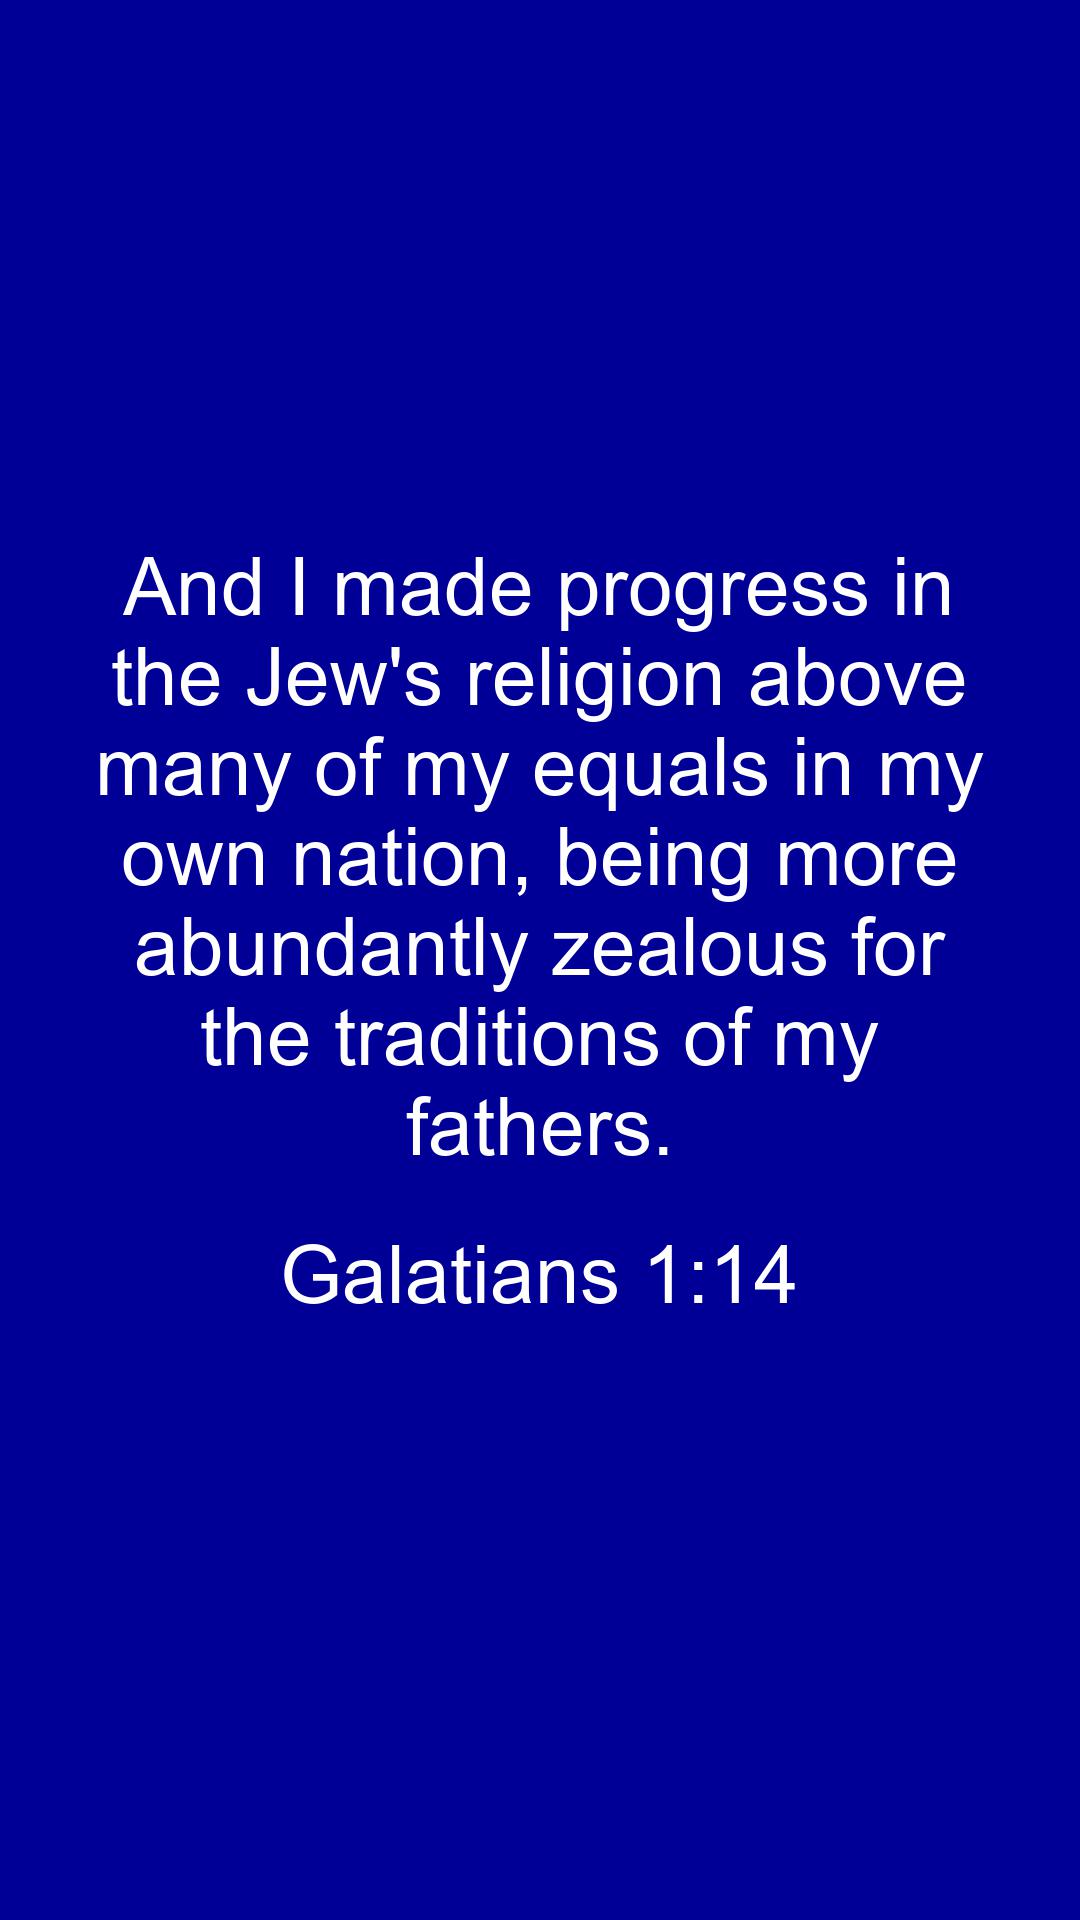 And I made progress in
the Jew's religion above
many of my equals in my
own nation, being more
abundantly zealous for
the traditions of my
fathers.
Galatians 1:14